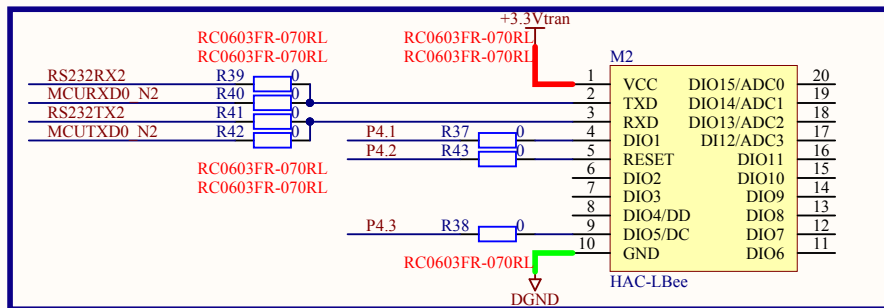 +3.3Vtran
RC0603FR-070RL RC0603FR-070RL
RC0603FR-070RL RC0603FR-070RL
M2
RS232RX2 R39 0 1 VCC DIO15/ADC0 20
MCURXD0_N2 R40 0 2 TXD DIO14/ADC1 19
RS232TX2 R41 0 3 RXD DIO13/ADC2 18
MCUTXD0_N2 R42 0 P4.1 R37 0 4 DIO1 DI12/ADC3 17
P4.2 R43 0 5 RESET DIO11 16
RC0603FR-070RL 6 DIO2 DIO10 15
RC0603FR-070RL 7 DIO3 DIO9 14
8 DIO4/DD DIO8 13
P4.3 R38 0 9 DIO5/DC DIO7 12
10 GND DIO6 11
RC0603FR-070RL
HAC-LBee
DGND